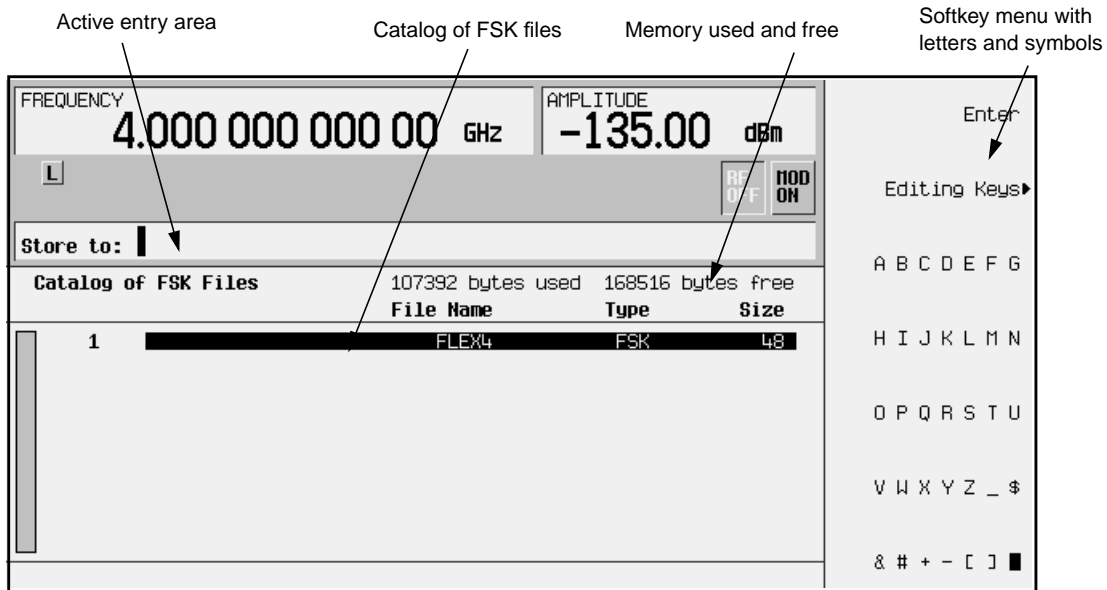 Active entry area
Catalog of FSK files
Memory used and free
Softkey menu with
letters and symbols
FREQUENCY
4.000 000 000 00 GHz
AMPLITUDE
-135.00 dBm
L
RF OFF
MOD ON
Store to:
Catalog of FSK Files 107392 bytes used 168516 bytes free
File Name Type Size
1 FLEX4 FSK 48
Enter
Editing Keys
A B C D E F G
H I J K L M N
O P Q R S T U
V W X Y Z _ $
& # + - [ ]